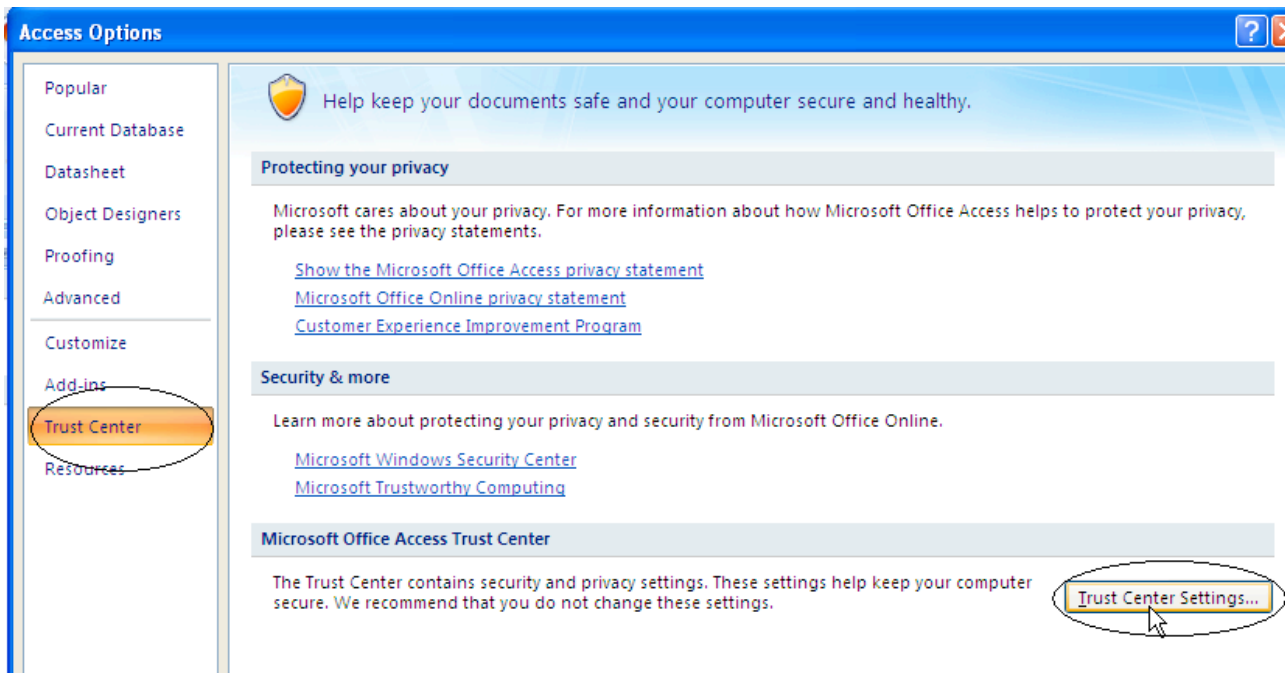 Access Options
Popular
Current Database
Datasheet
Object Designers
Proofing
Advanced
Customize
Add-ins
Trust Center
Resources
Help keep your documents safe and your computer secure and healthy.
Protecting your privacy
Microsoft cares about your privacy. For more information about how Microsoft Office Access helps to protect your privacy,
please see the privacy statements.
Show the Microsoft Office Access privacy statement
Microsoft Office Online privacy statement
Customer Experience Improvement Program
Security & more
Learn more about protecting your privacy and security from Microsoft Office Online.
Microsoft Windows Security Center
Microsoft Trustworthy Computing
Microsoft Office Access Trust Center
The Trust Center contains security and privacy settings. These settings help keep your computer
secure. We recommend that you do not change these settings.
Trust Center Settings...